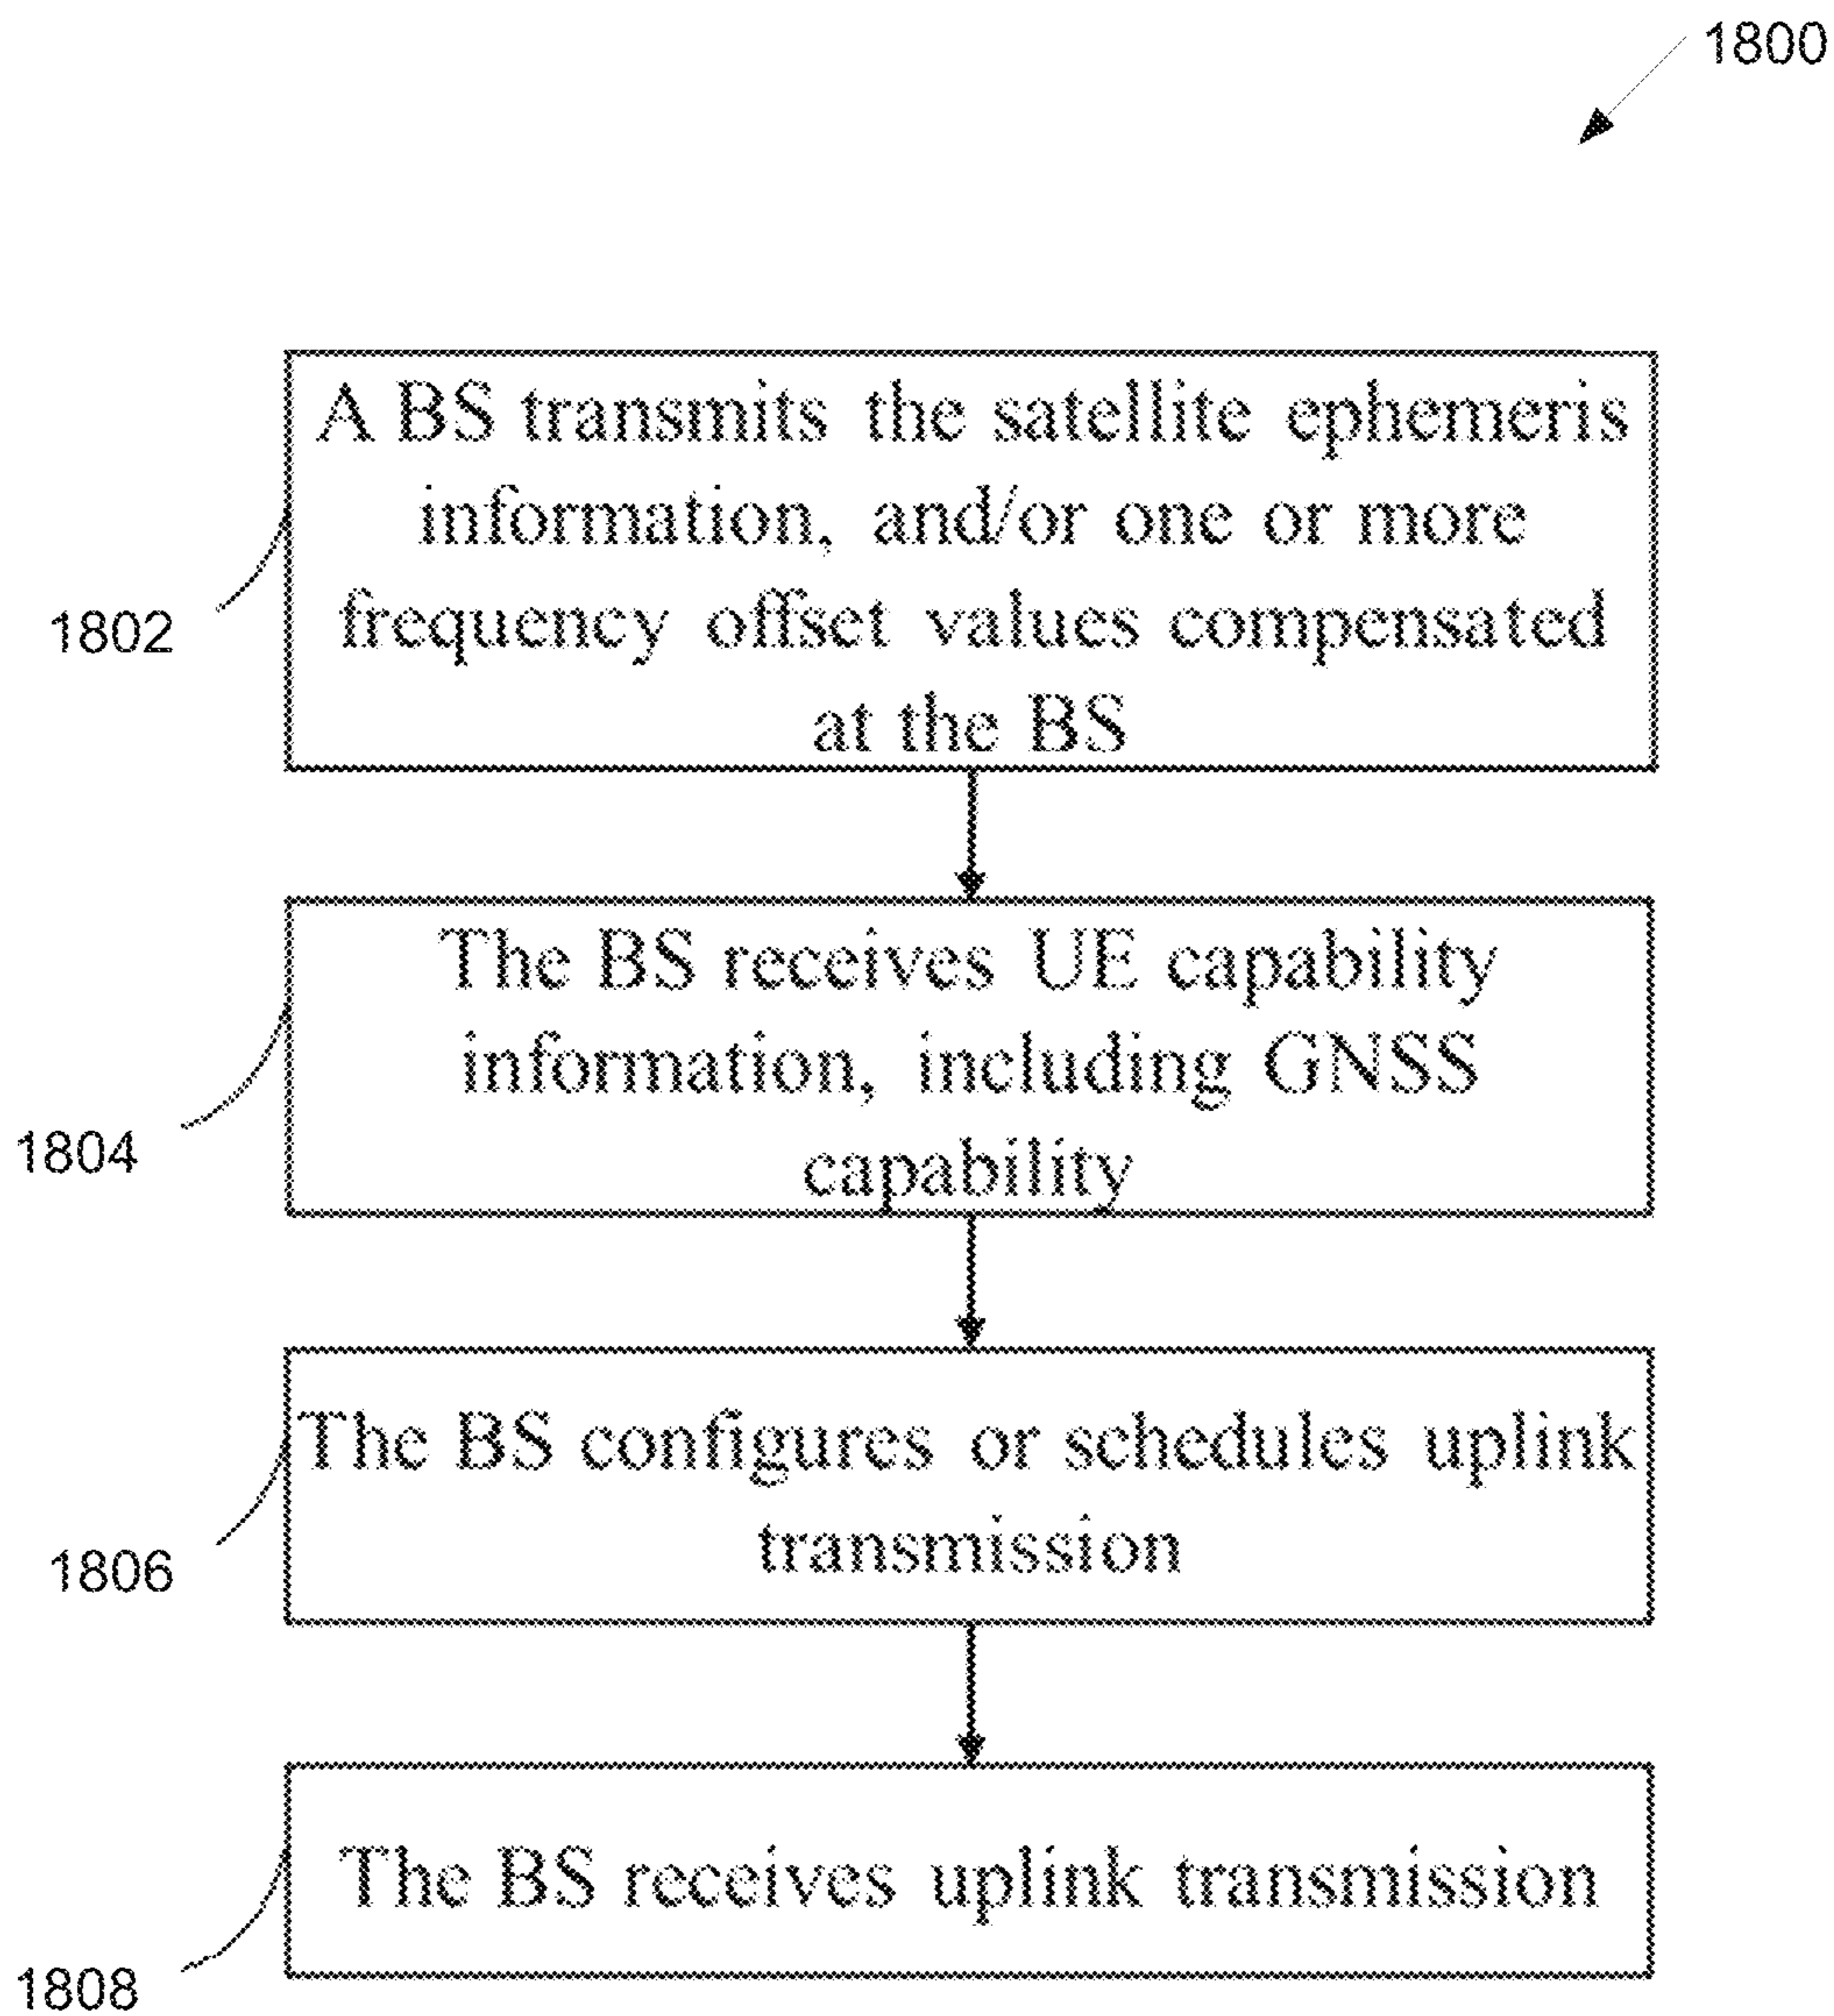 1800
A BS transmits the satellite ephemeris
information, and/or one or more
frequency offset values compensated
at the BS
1802
The BS receives UE capability
information, including GNSS
capability
1804
The BS configures or schedules uplink
transmission
1806
The BS receives uplink transmission
1808